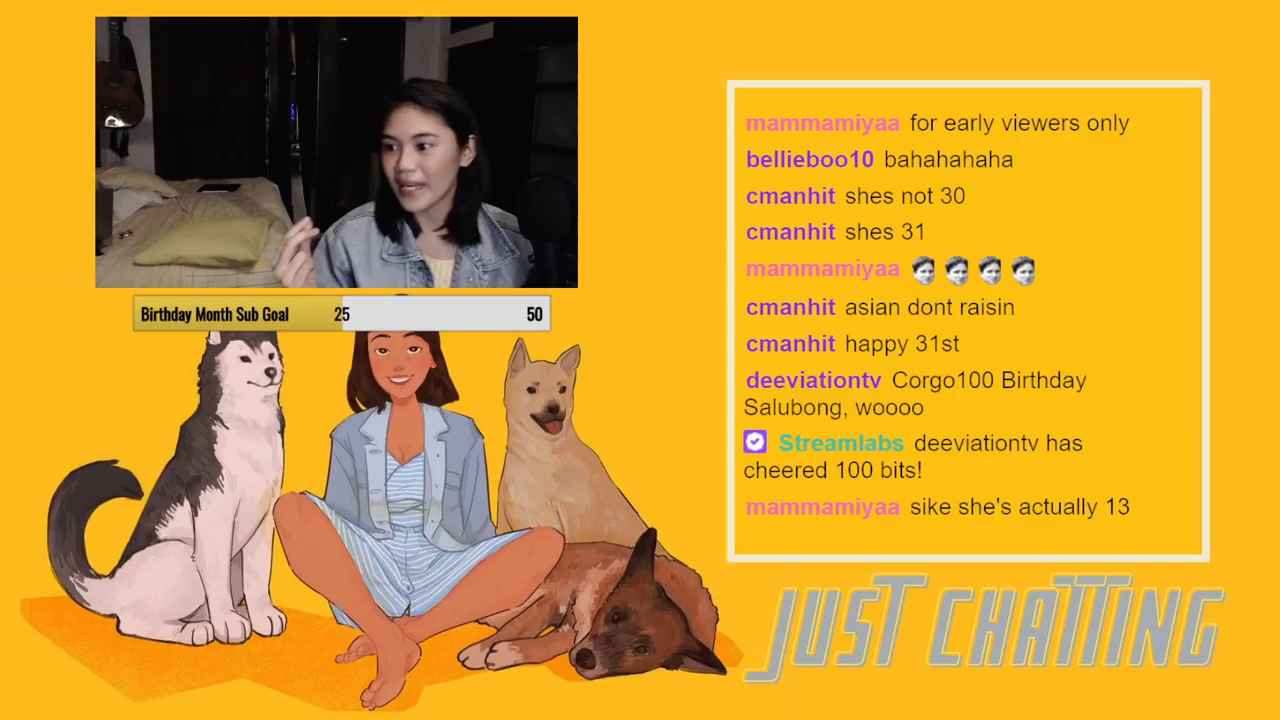 mammamiyaa for early viewers only
bellieboo10 bahahahaha
cmanhit shes not 30
cmanhit shes 31
mammamiyaa
cmanhit asian dont raisin
cmanhit happy 31st
deeviationtv Corgo100 Birthday
Salubong, woooo
Streamlabs deeviationtv has
cheered 100 bits!
mammamiyaa sike she's actually 13
Birthday Month Sub Goal 25 50
JUST CHATTING